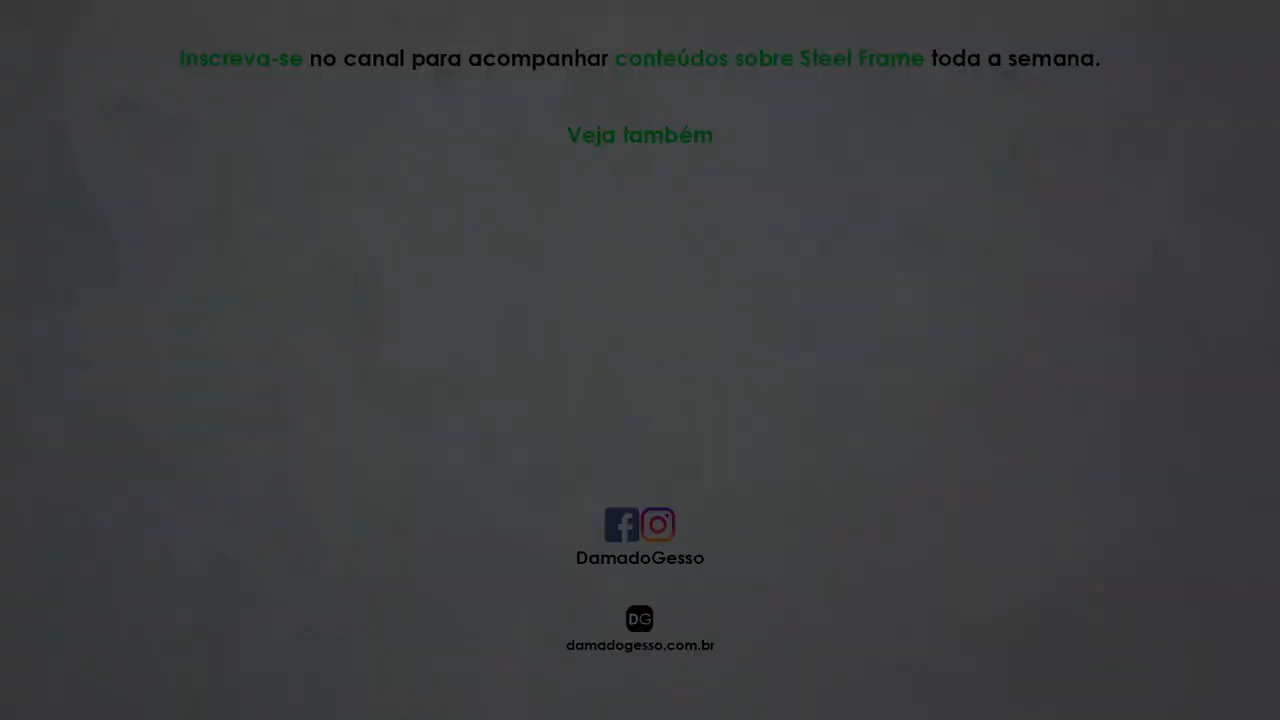 Inscreva-se no canal para acompanhar conteúdos sobre Steel Frame toda a semana.
Veja também
DamadoGesso
DG
damadogesso.com.br